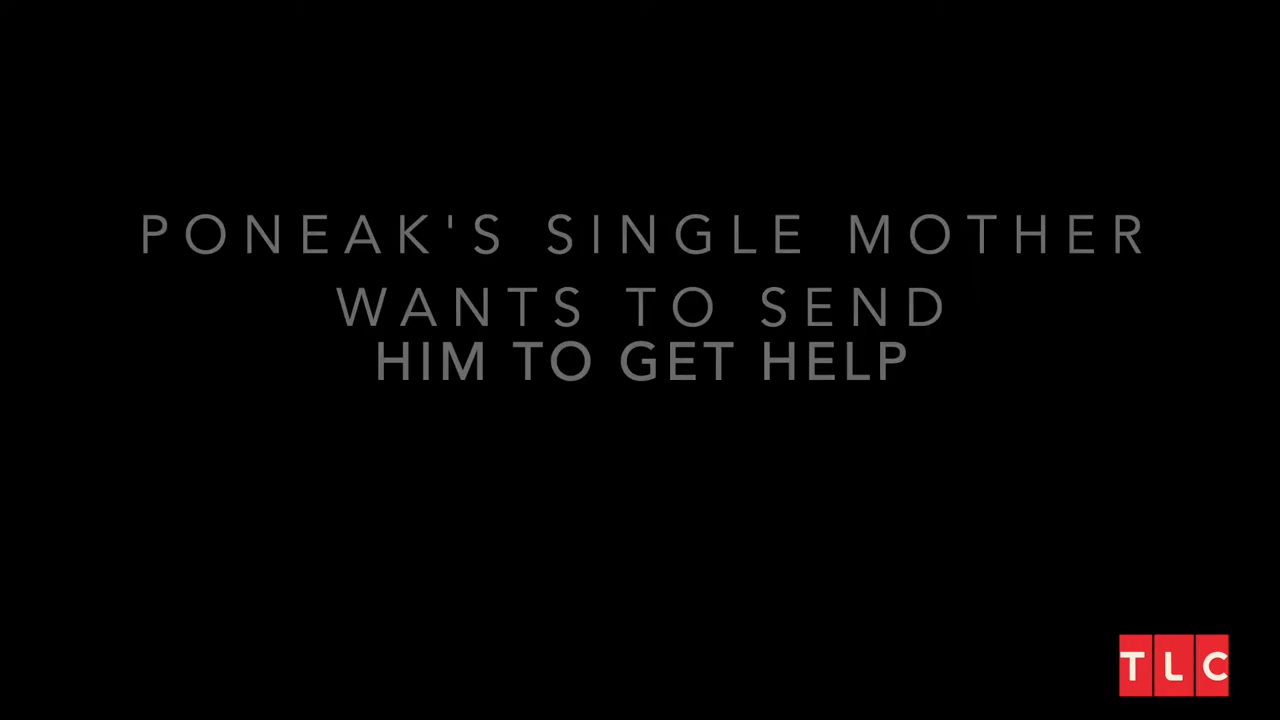 PONEAK'S SINGLE MOTHER
WANTS TO SEND
HIM TO GET HELP
TLC